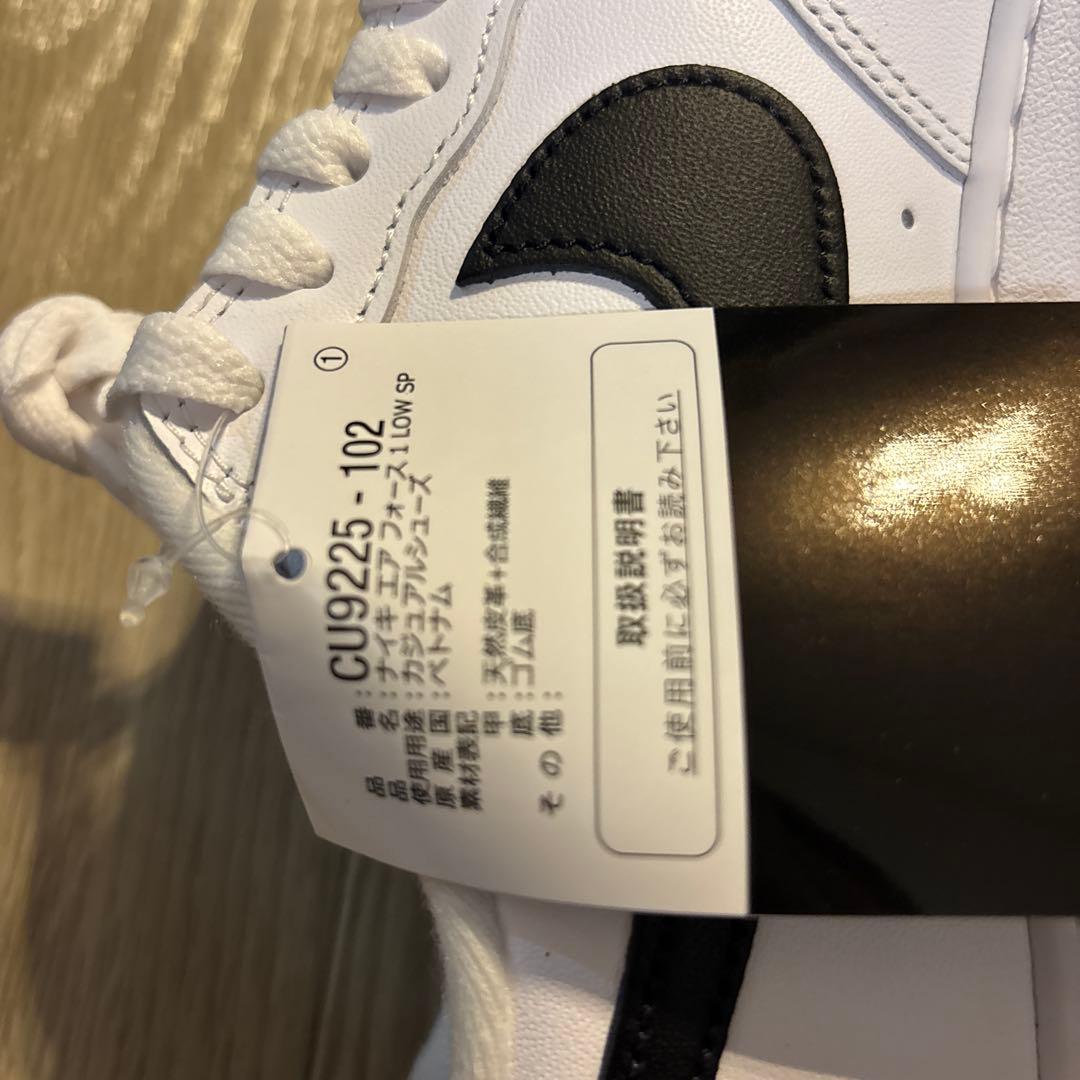 ①
品番：CU9225 - 102
品名：ナイキ エア フォース 1 LOW SP
使用用途：カジュアルシューズ
原産国：ベトナム
素材表記
甲：天然皮革+合成繊維
底：ゴム底
その他：
取扱説明書
ご使用前に必ずお読み下さい